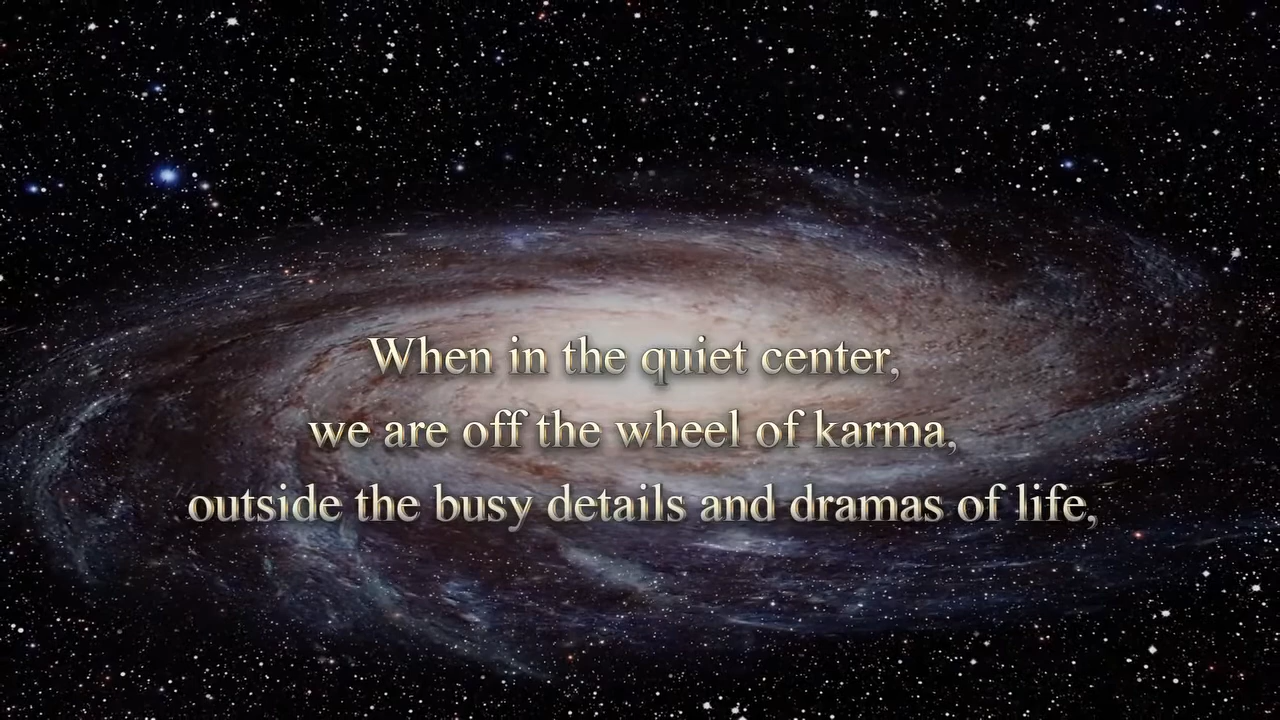 When in the quiet center,
we are off the wheel of karma,
outside the busy details and dramas of life,